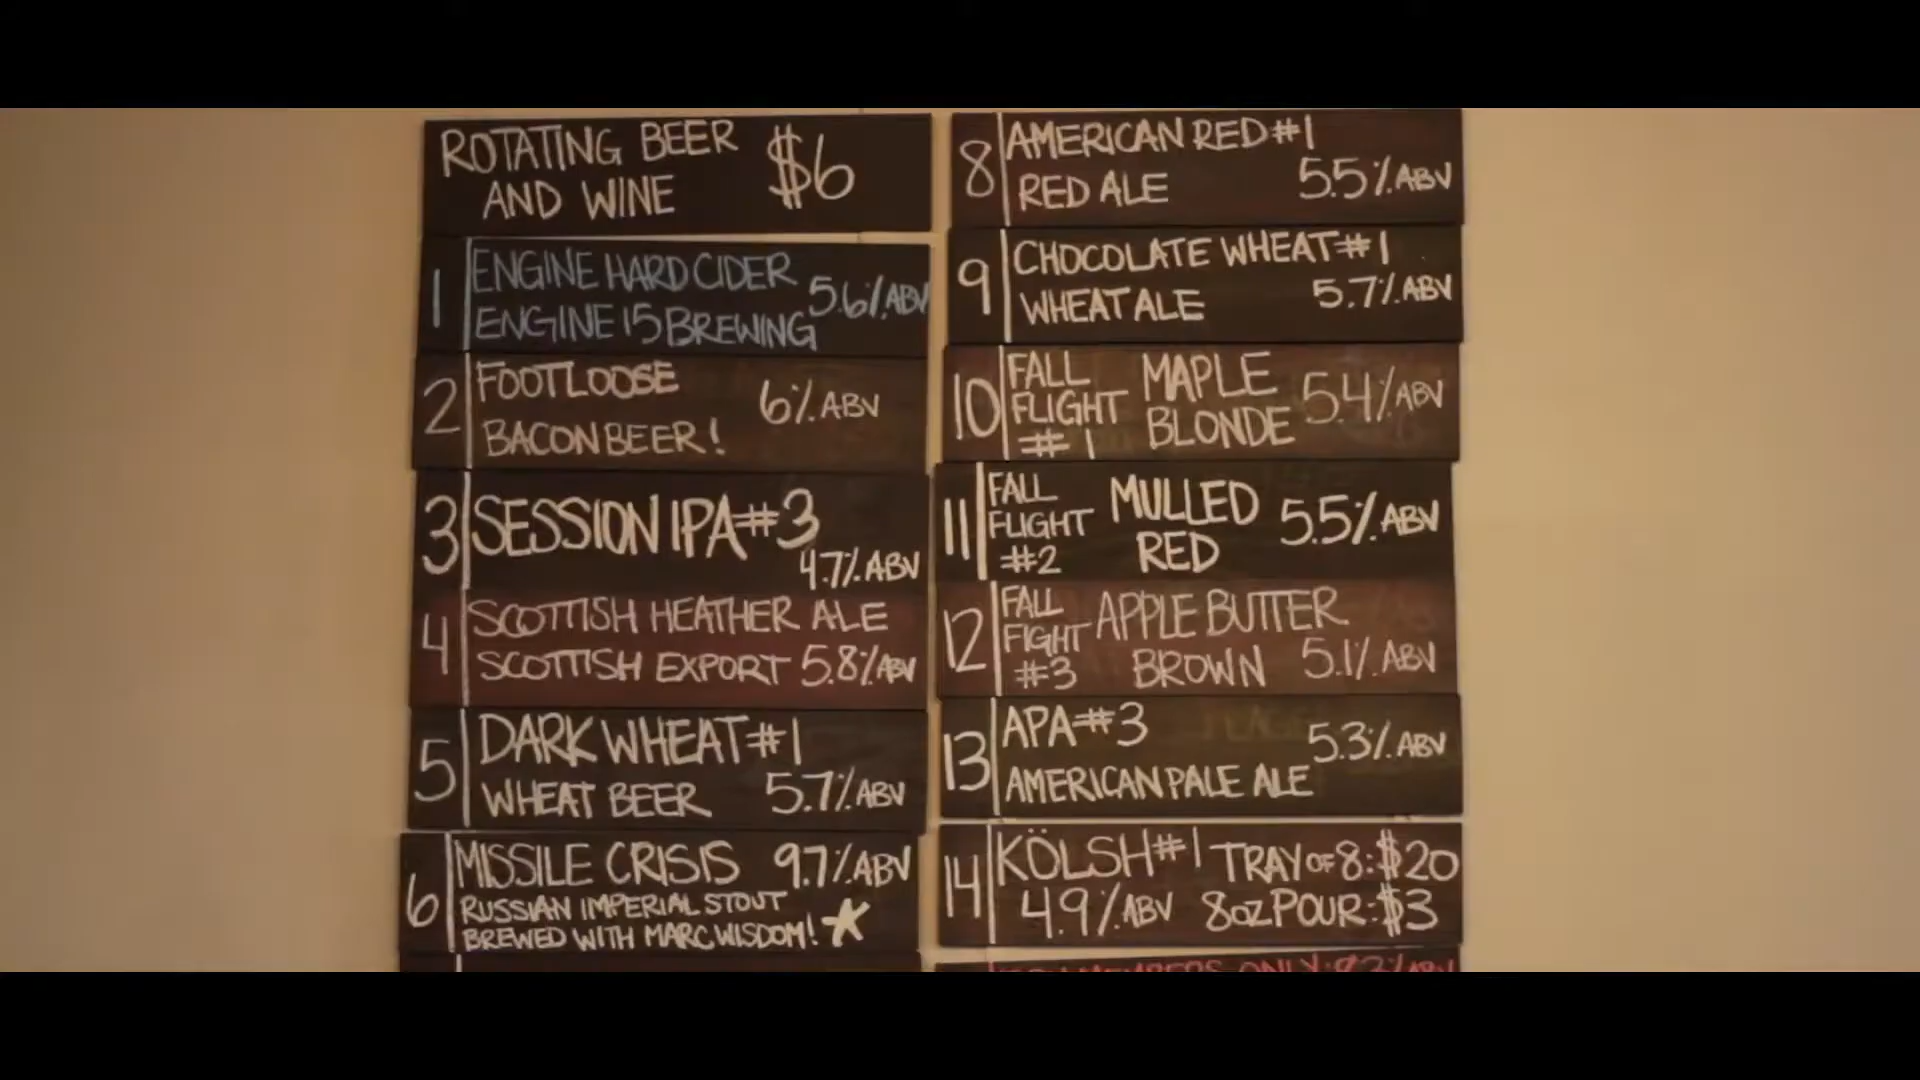 ROTATING BEER
AND WINE $6
1 ENGINE HARD CIDER
ENGINE 15 BREWING 5.6% ABV
2 FOOTLOOSE
BACON BEER! 6% ABV
3 SESSION IPA #3
4.7% ABV
4 SCOTTISH HEATHER ALE
SCOTTISH EXPORT 5.8% ABV
5 DARK WHEAT #1
WHEAT BEER 5.7% ABV
6 MISSILE CRISIS 9.7% ABV
RUSSIAN IMPERIAL STOUT
BREWED WITH MARC WISDOM!
8 AMERICAN RED #1
RED ALE 5.5% ABV
9 CHOCOLATE WHEAT #1
WHEAT ALE 5.7% ABV
10 FALL FLIGHT #1 MAPLE
BLONDE 5.4% ABV
11 FALL FLIGHT #2 MULLED
RED 5.5% ABV
12 FALL FIGHT #3 APPLE BUTTER
BROWN 5.1% ABV
13 APA #3 5.3% ABV
AMERICAN PALE ALE
14 KÖLSH #1 TRAY OF 8: $20
4.9% ABV 8OZ POUR: $3
MEMBERS ONLY